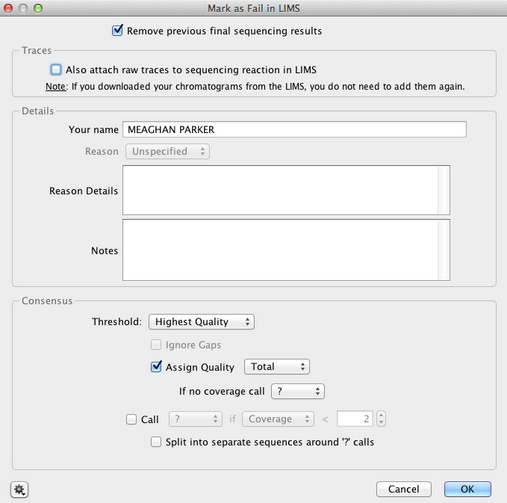 Mark as Fail in LIMS
Remove previous final sequencing results
Traces
Also attach raw traces to sequencing reaction in LIMS
Note: If you downloaded your chromatograms from the LIMS, you do not need to add them again.
Details
Your name MEAGHAN PARKER
Reason Unspecified
Reason Details
Notes
Consensus
Threshold: Highest Quality
Ignore Gaps
Assign Quality Total
If no coverage call ?
Call ? if Coverage < 2
Split into separate sequences around '?' calls
Cancel OK